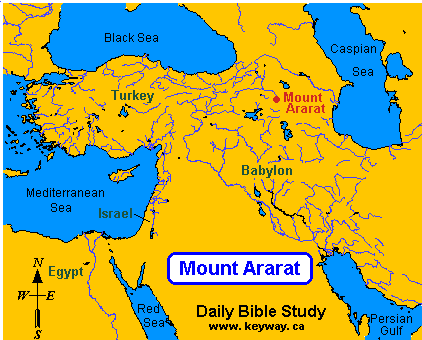 Black Sea
Caspian
Sea
Turkey
Mount
Ararat
Babylon
Mediterranean
Sea
Israel
Egypt
N
W E
S
Mount Ararat
Red
Sea
Daily Bible Study
www.keyway.ca
Persian
Gulf